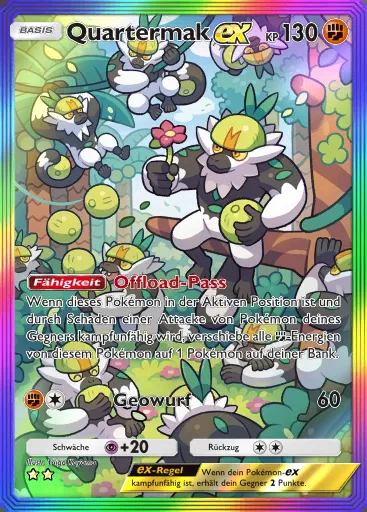 BASIS
Quartermak ex KP 130
Fähigkeit Offload-Pass
Wenn dieses Pokémon in der Aktiven Position ist und
durch Schäden einer Attacke von Pokémon deines
Gegners kampfunfähig wird, verschiebe alle -Energien
von diesem Pokémon auf 1 Pokémon auf deiner Bank.
Geowurf 60
Schwäche +20 Rückzug
Illus.
ex-Regel Wenn dein Pokémon-ex
kampfunfähig ist, erhält dein Gegner 2 Punkte.